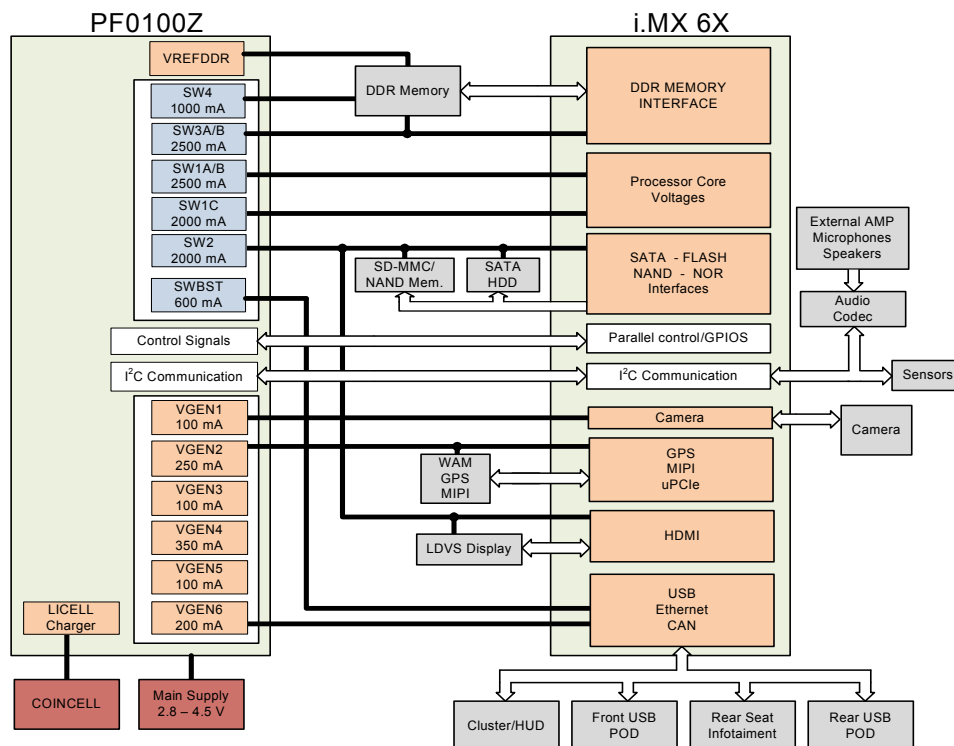 PF0100Z
i.MX 6X
VREFDDR
SW4
1000 mA
SW3A/B
2500 mA
SW1A/B
2500 mA
SW1C
2000 mA
SW2
2000 mA
SWBST
600 mA
Control Signals
I²C Communication
VGEN1
100 mA
VGEN2
250 mA
VGEN3
100 mA
VGEN4
350 mA
VGEN5
100 mA
VGEN6
200 mA
LICELL
Charger
COINCELL
Main Supply
2.8 – 4.5 V
DDR Memory
SD-MMC/
NAND Mem.
SATA
HDD
WAM
GPS
MIPI
LDVS Display
DDR MEMORY
INTERFACE
Processor Core
Voltages
SATA - FLASH
NAND - NOR
Interfaces
Parallel control/GPIOS
I²C Communication
Camera
GPS
MIPI
uPCIe
HDMI
USB
Ethernet
CAN
External AMP
Microphones
Speakers
Audio
Codec
Sensors
Camera
Cluster/HUD
Front USB
POD
Rear Seat
Infotaiment
Rear USB
POD